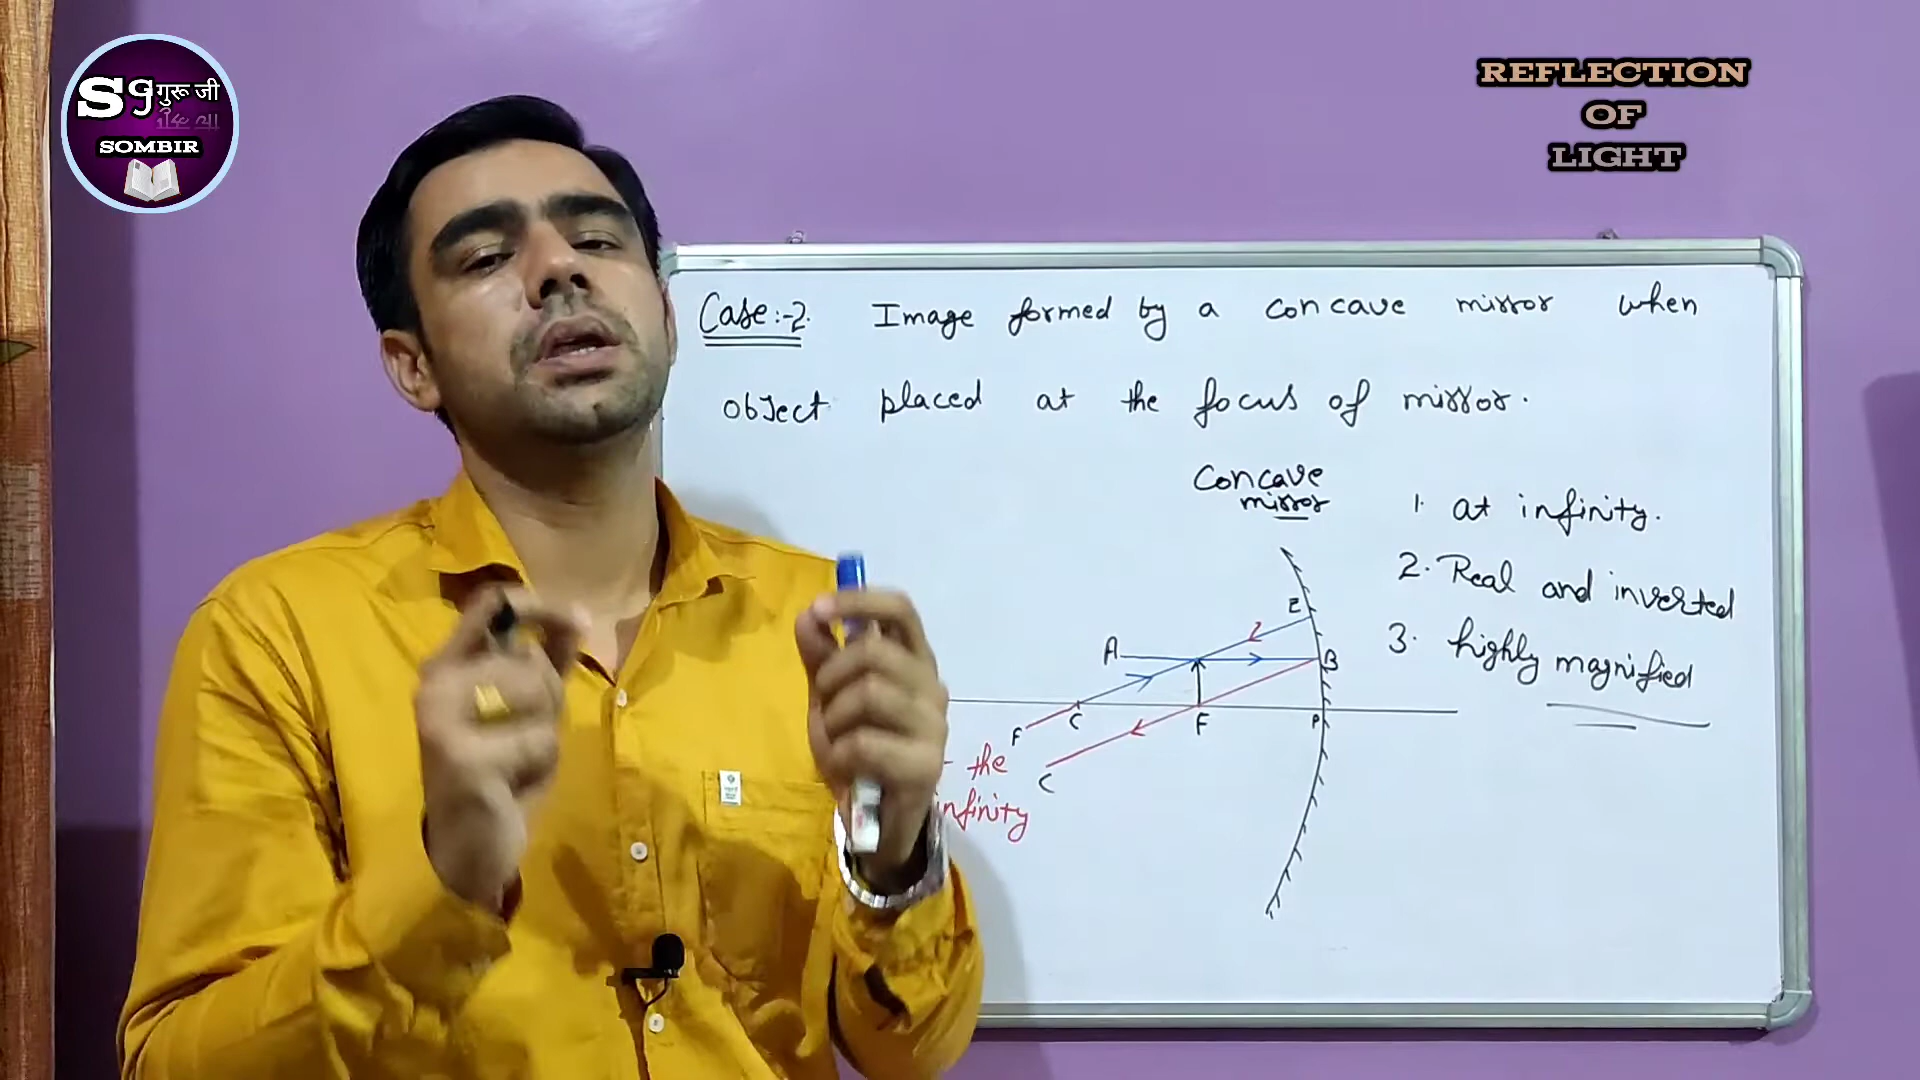 Sg गुरू जी
SOMBIR
REFLECTION
OF
LIGHT
Case:-2. Image formed by a concave mirror when
object placed at the focus of mirror.
Concave
mirror
1. at infinity.
2. Real and inverted
3. highly magnified
E
A
B
C
F
P
F
C
the
infinity